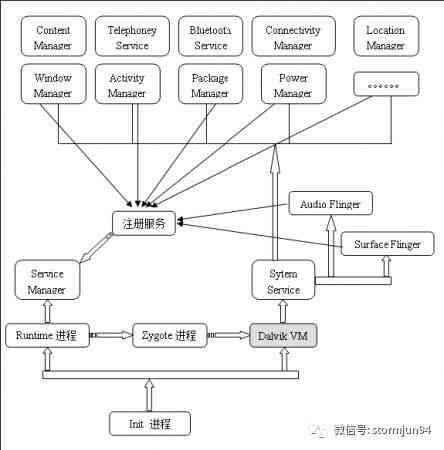 Content
Manager
Telephoney
Service
Bluetooth
Service
Connectivity
Manager
Location
Manager
Window
Manager
Activity
Manager
Package
Manager
Power
Manager
。。。。。。
注册服务
Audio Flinger
Surface Flinger
Service
Manager
Sytem
Service
Runtime 进程
Zygote 进程
Dalvik VM
Init 进程
微信号: stormjun94